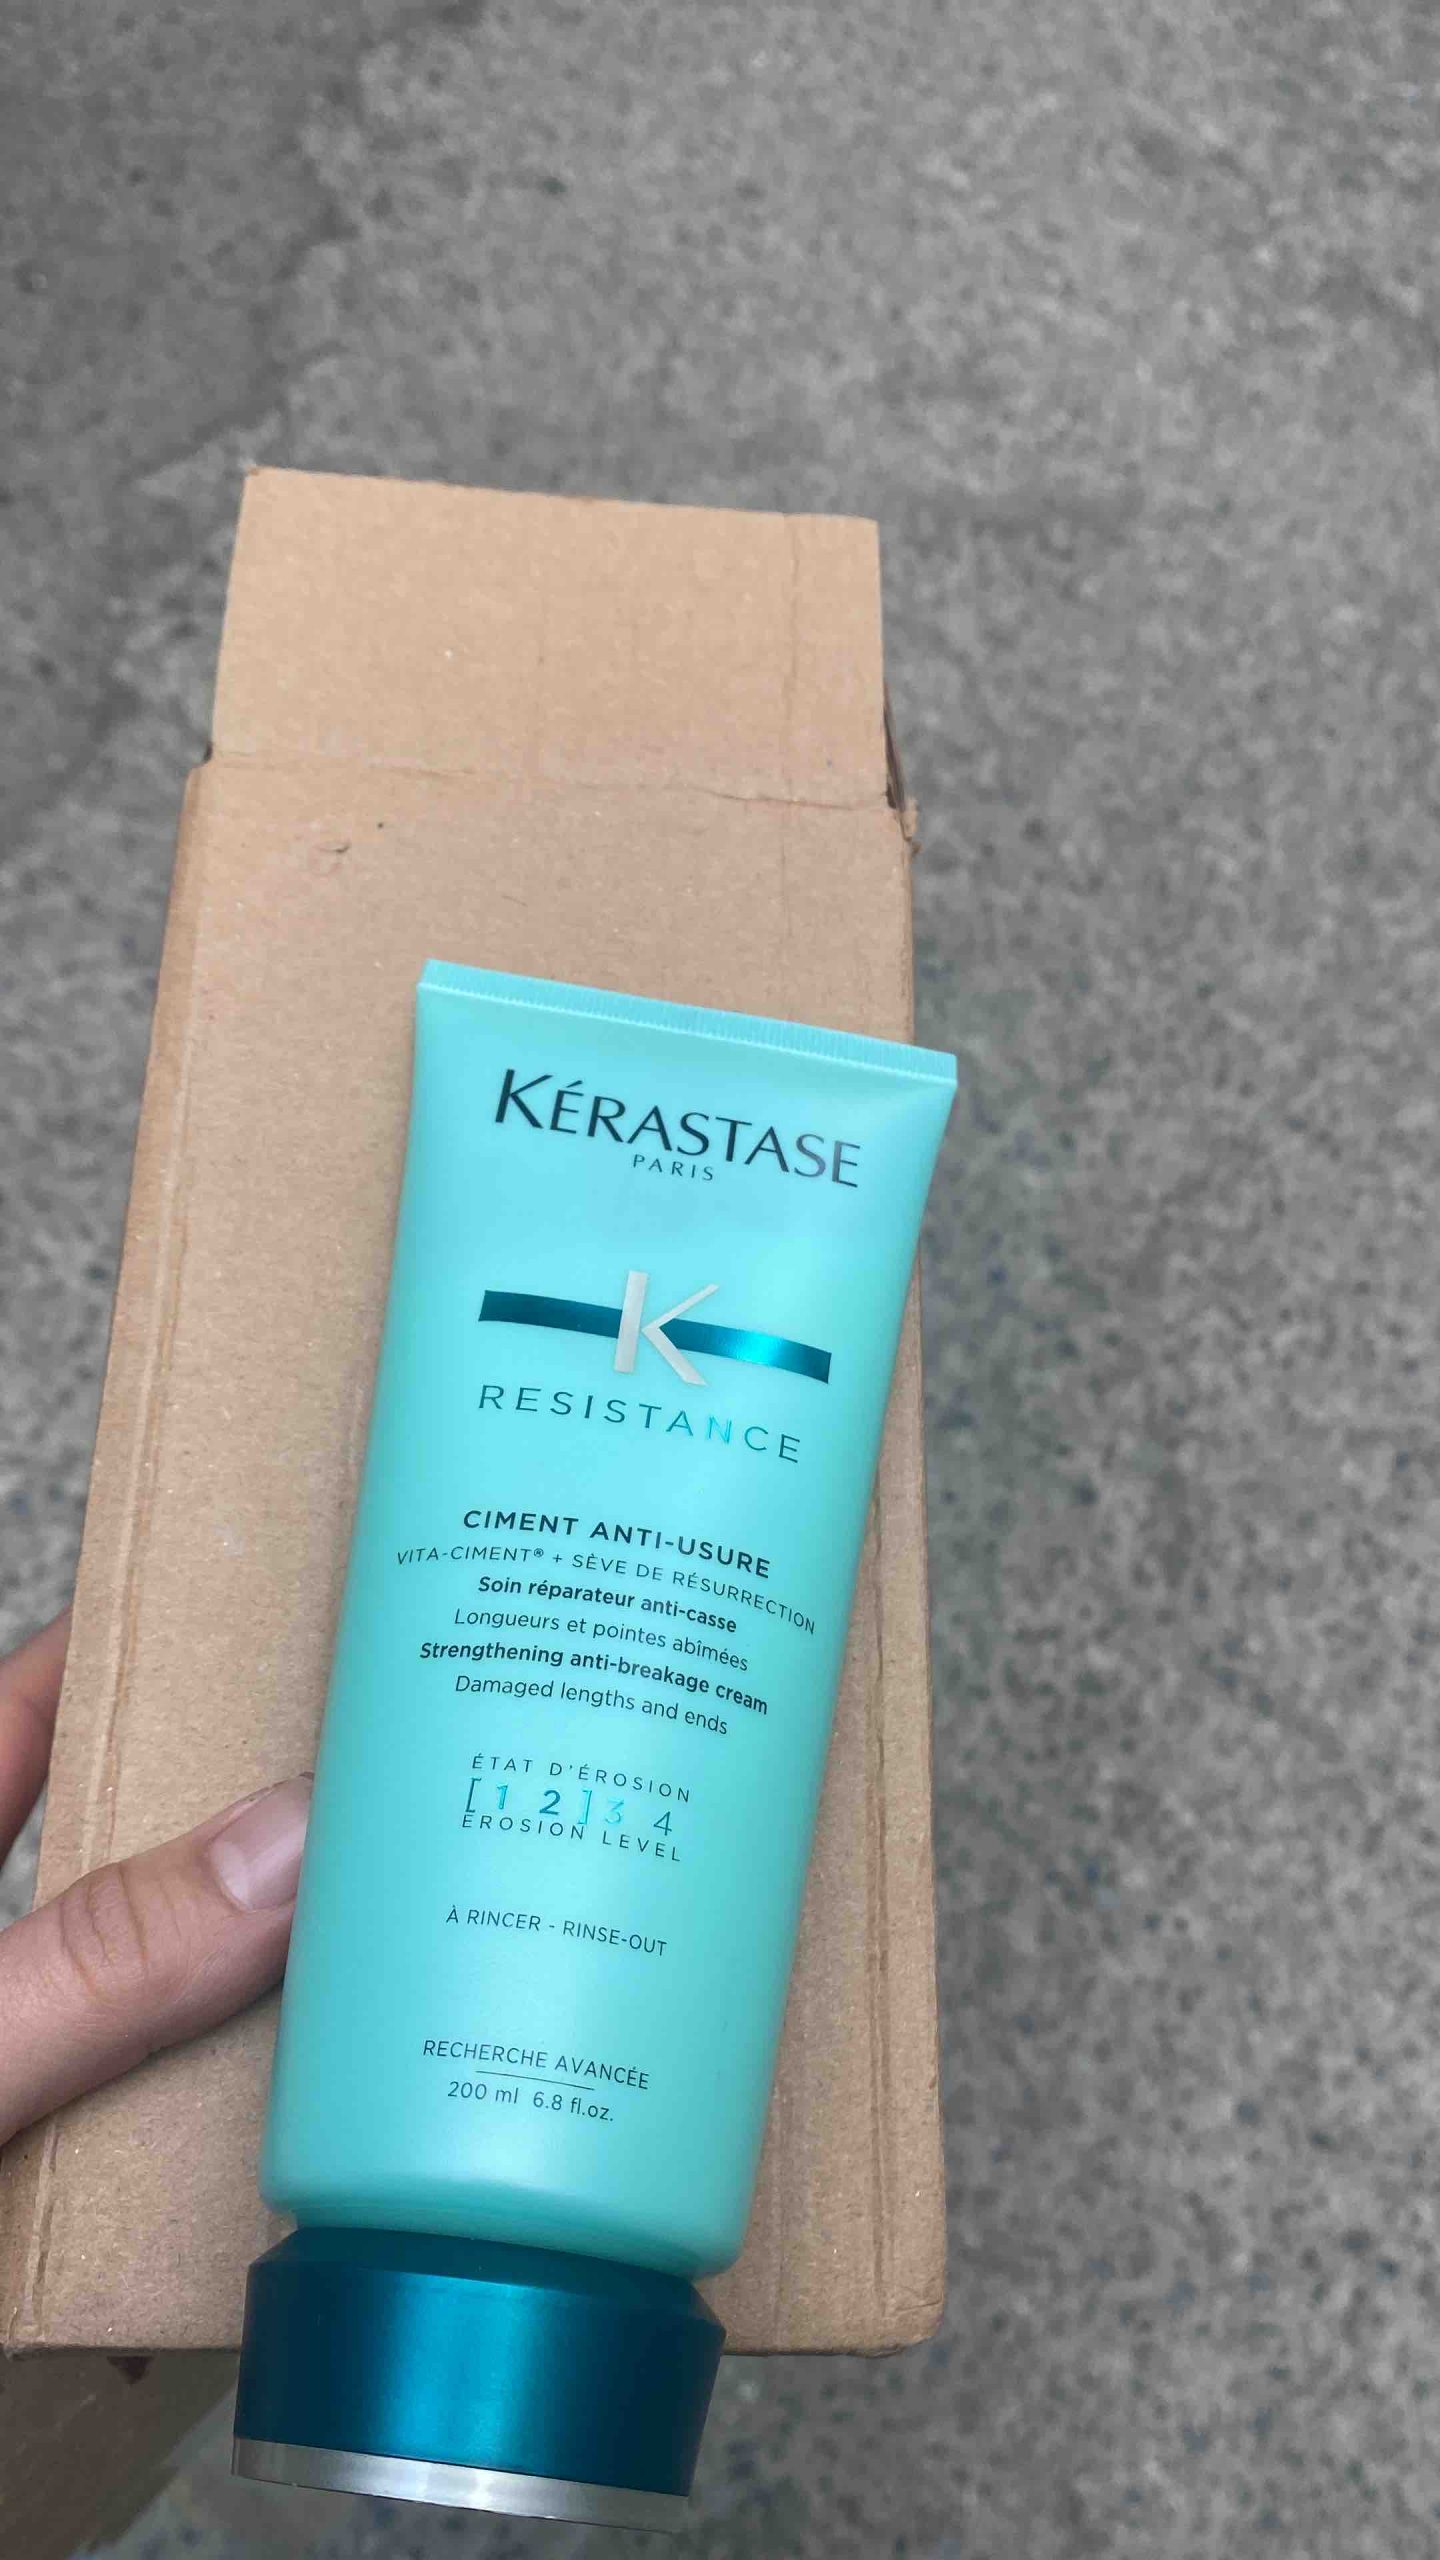 KÉRASTASE
PARIS
K
RESISTANCE
CIMENT ANTI-USURE
VITA-CIMENT® + SÈVE DE RÉSURRECTION
Soin réparateur anti-casse
Longueurs et pointes abîmées
Strengthening anti-breakage cream
Damaged lengths and ends
ÉTAT D'ÉROSION
[1 2]3 4
EROSION LEVEL
À RINCER - RINSE-OUT
RECHERCHE AVANCÉE
200 ml 6.8 fl.oz.